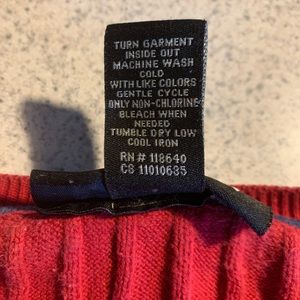 TURN GARMENT
INSIDE OUT
MACHINE WASH
COLD
WITH LIKE COLORS
GENTLE CYCLE
ONLY NON-CHLORINE
BLEACH WHEN
NEEDED
TUMBLE DRY LOW
COOL IRON
RN # 118640
CS 11010635